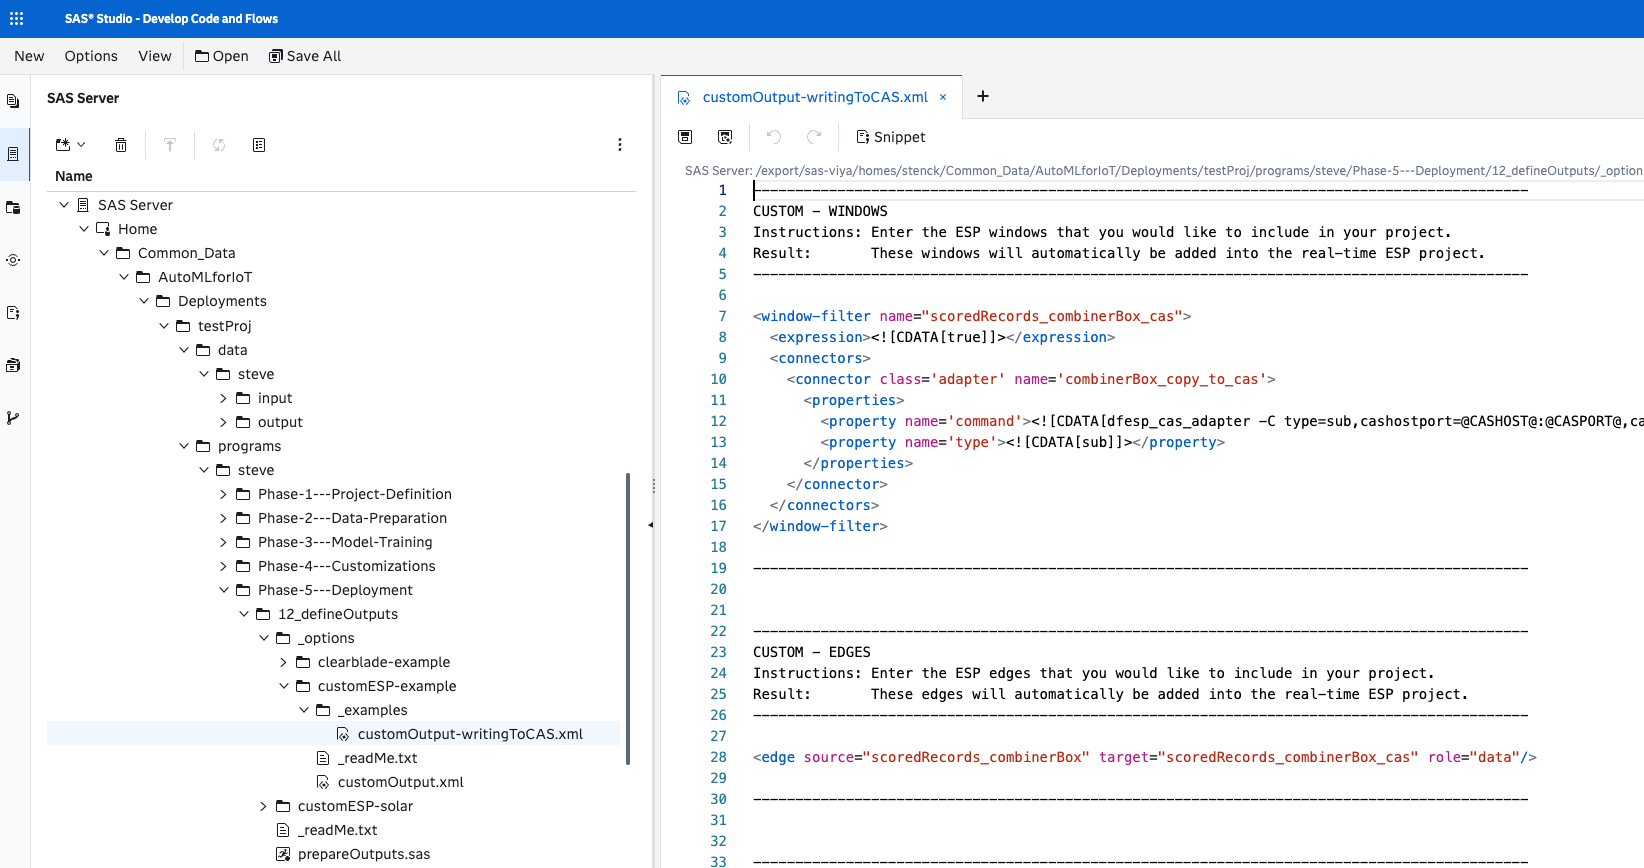 SAS® Studio - Develop Code and Flows
New Options View Open Save All
SAS Server
Name
SAS Server
Home
Common_Data
AutoMLforIoT
Deployments
testProj
data
steve
input
output
programs
steve
Phase-1---Project-Definition
Phase-2---Data-Preparation
Phase-3---Model-Training
Phase-4---Customizations
Phase-5---Deployment
12_defineOutputs
_options
clearblade-example
customESP-example
_examples
customOutput-writingToCAS.xml
_readMe.txt
customOutput.xml
customESP-solar
_readMe.txt
prepareOutputs.sas
customOutput-writingToCAS.xml × +
Snippet
SAS Server: /export/sas-viya/homes/stenck/Common_Data/AutoMLforIoT/Deployments/testProj/programs/steve/Phase-5---Deployment/12_defineOutputs/_option
1 --------------------------------------------------------------------------------------------
2 CUSTOM - WINDOWS
3 Instructions: Enter the ESP windows that you would like to include in your project.
4 Result:       These windows will automatically be added into the real-time ESP project.
5 --------------------------------------------------------------------------------------------
6
7 <window-filter name="scoredRecords_combinerBox_cas">
8   <expression><![CDATA[true]]></expression>
9   <connectors>
10     <connector class='adapter' name='combinerBox_copy_to_cas'>
11       <properties>
12         <property name='command'><![CDATA[dfesp_cas_adapter -C type=sub,cashostport=@CASHOST@:@CASPORT@,ca
13         <property name='type'><![CDATA[sub]]></property>
14       </properties>
15     </connector>
16   </connectors>
17 </window-filter>
18
19 --------------------------------------------------------------------------------------------
20
21
22 --------------------------------------------------------------------------------------------
23 CUSTOM - EDGES
24 Instructions: Enter the ESP edges that you would like to include in your project.
25 Result:       These edges will automatically be added into the real-time ESP project.
26 --------------------------------------------------------------------------------------------
27
28 <edge source="scoredRecords_combinerBox" target="scoredRecords_combinerBox_cas" role="data"/>
29
30 --------------------------------------------------------------------------------------------
31
32
33 --------------------------------------------------------------------------------------------